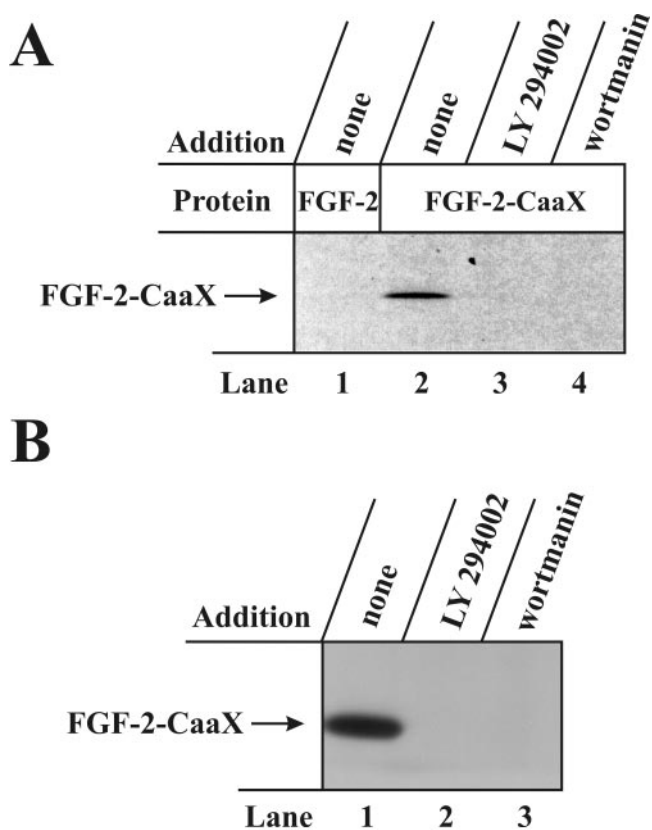 A
Addition none none LY 294002 wortmanin
Protein FGF-2 FGF-2-CaaX
FGF-2-CaaX
Lane 1 2 3 4
B
Addition none LY 294002 wortmanin
FGF-2-CaaX
Lane 1 2 3